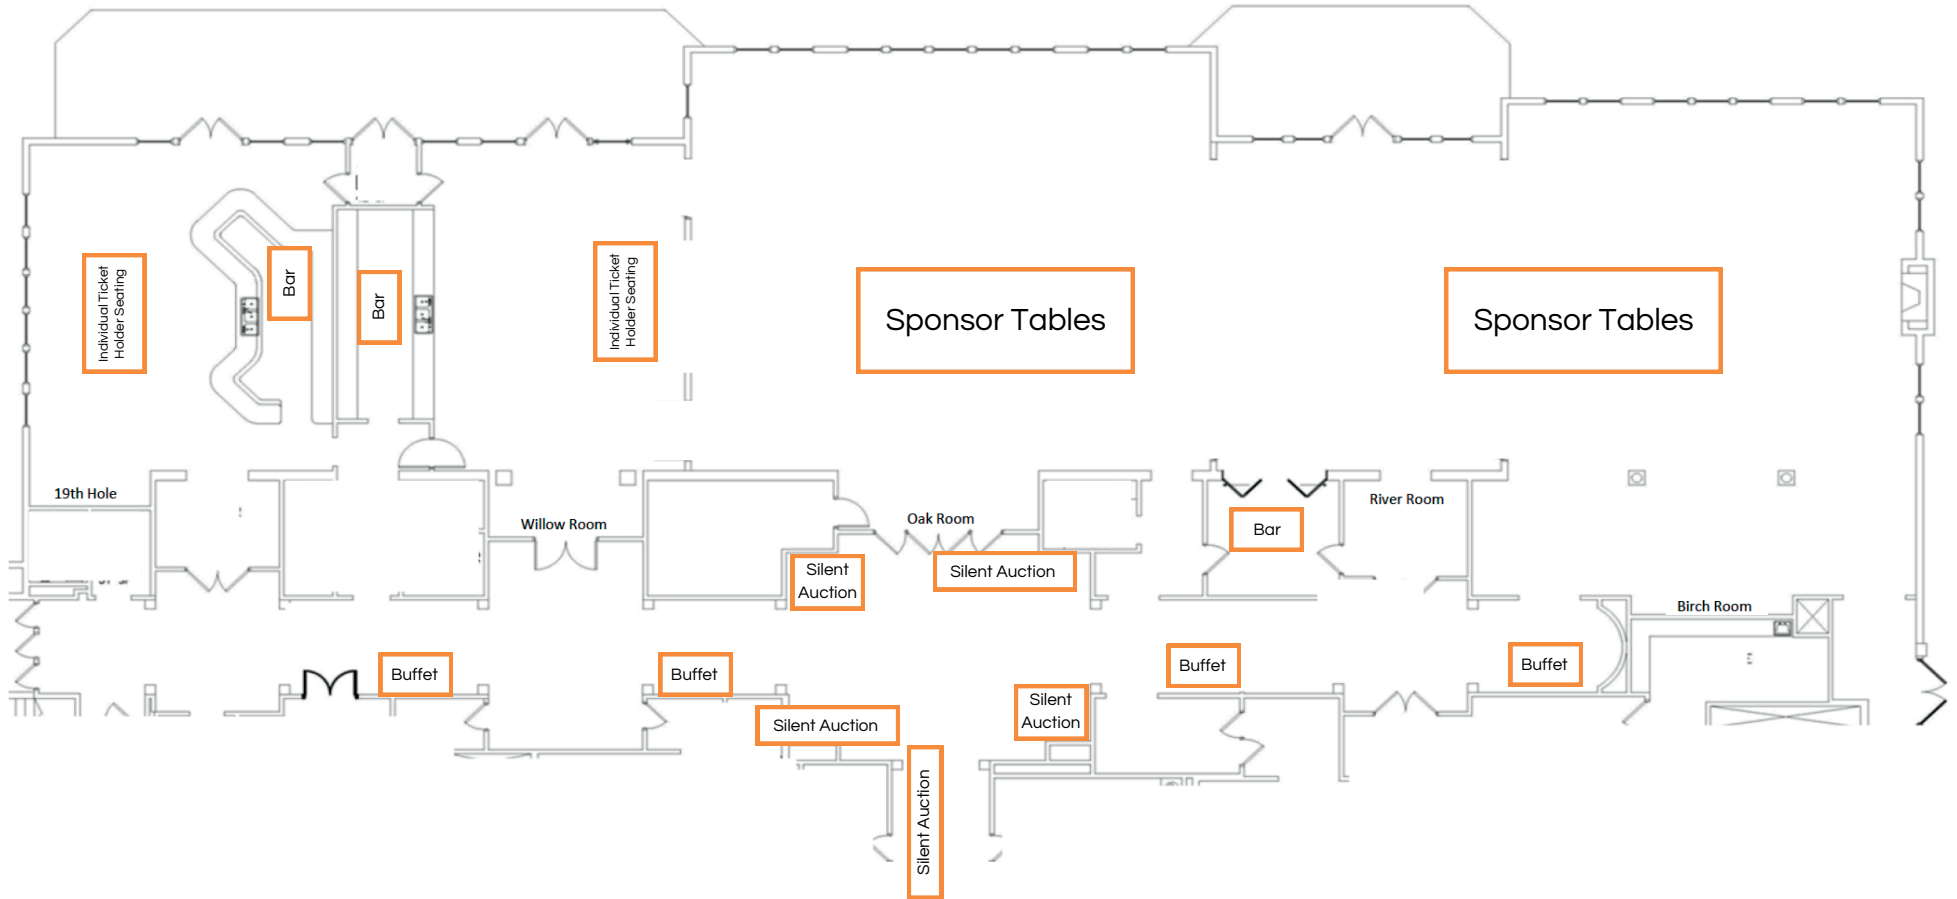 Individual Ticket
Holder Seating
Bar
Bar
Individual Ticket
Holder Seating
Sponsor Tables
Sponsor Tables
19th Hole
Willow Room
Oak Room
River Room
Bar
Silent
Auction
Silent Auction
Birch Room
Buffet
Buffet
Buffet
Buffet
Silent Auction
Silent
Auction
Silent Auction